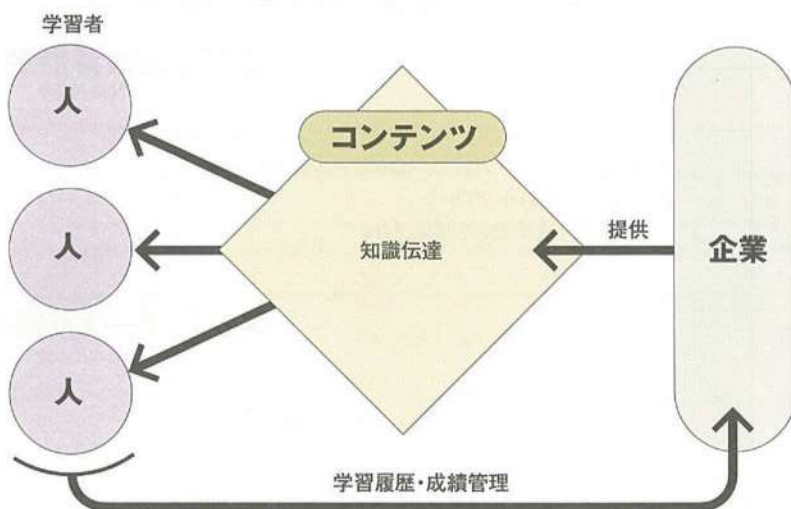 学習者
人
コンテンツ
人
知識伝達
提供
企業
人
学習履歴・成績管理